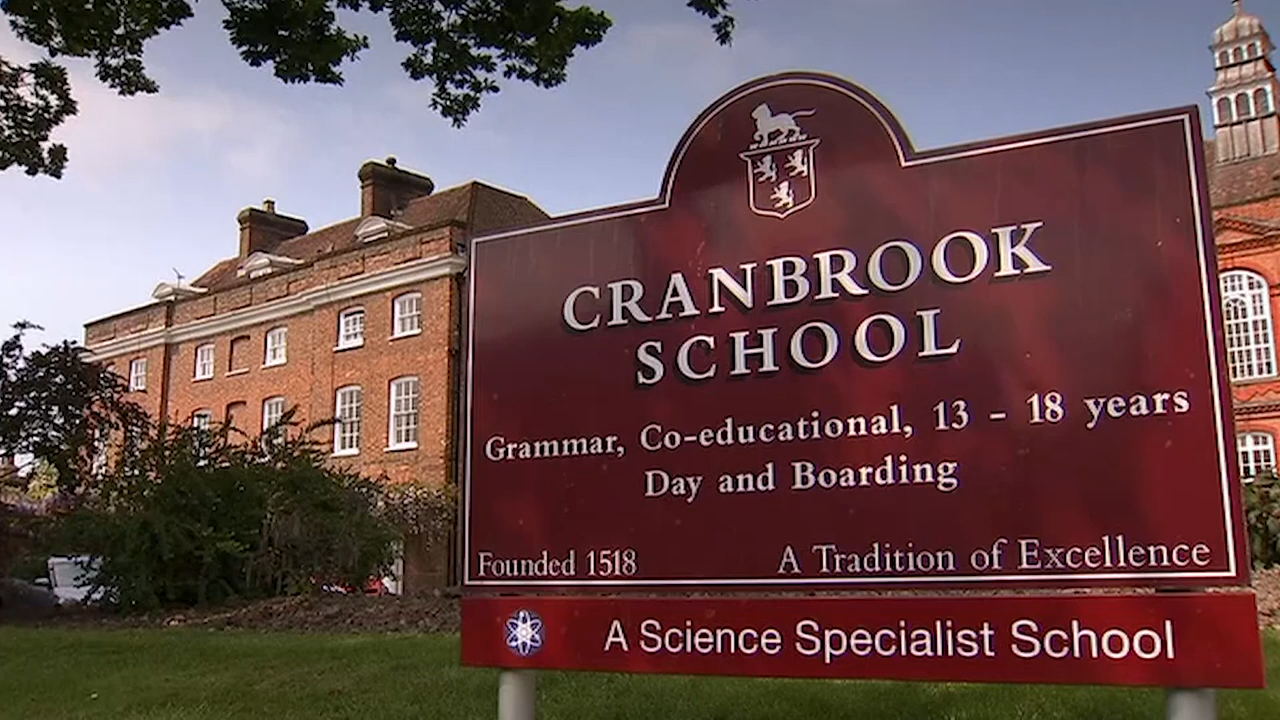 CRANBROOK
SCHOOL
Grammar, Co-educational, 13 - 18 years
Day and Boarding
Founded 1518 A Tradition of Excellence
A Science Specialist School